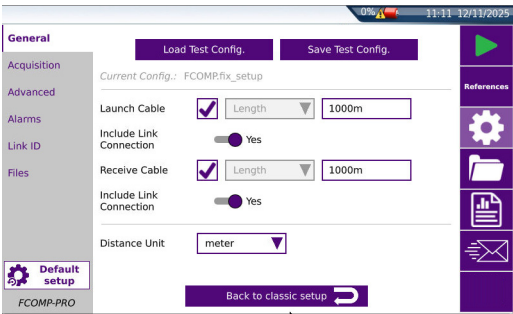 0% 11:11 12/11/2025
General
Load Test Config. Save Test Config.
Acquisition
Current Config.: FCOMP.fix_setup
Advanced
References
Launch Cable Length 1000m
Alarms
Include Link
Connection Yes
Link ID
Receive Cable Length 1000m
Files
Include Link
Connection Yes
Distance Unit meter
Default
setup
Back to classic setup
FCOMP-PRO